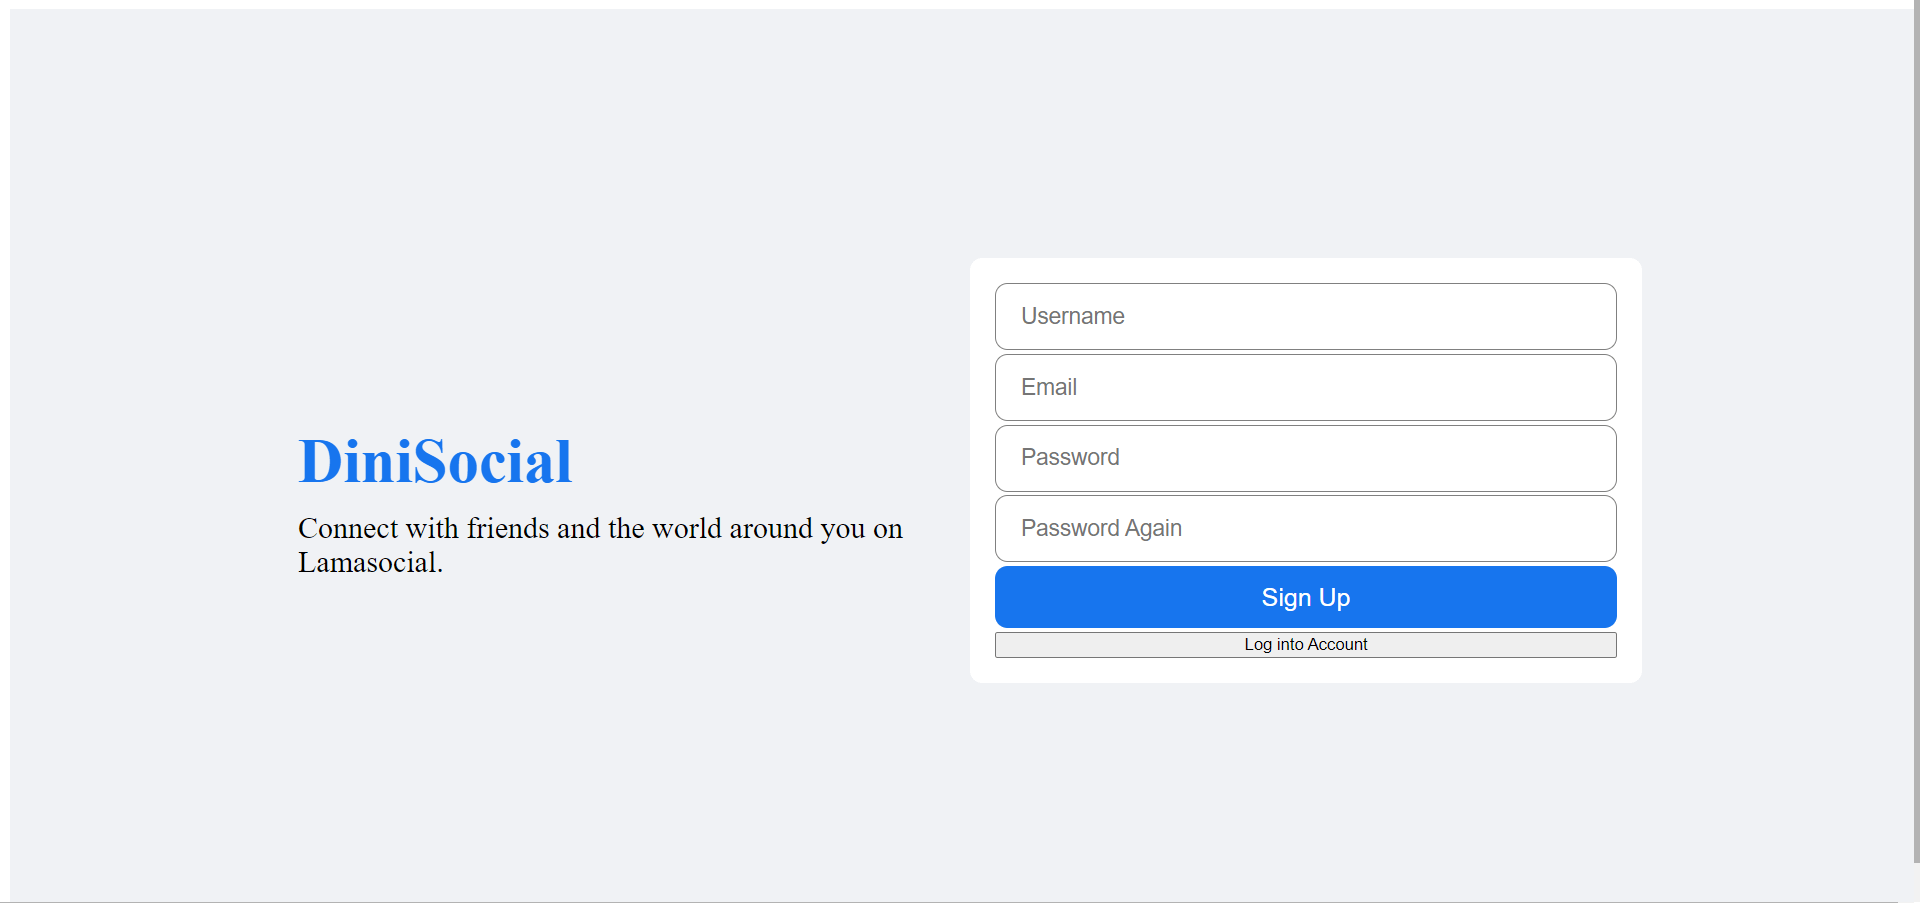 DiniSocial
Connect with friends and the world around you on
Lamasocial.
Username
Email
Password
Password Again
Sign Up
Log into Account